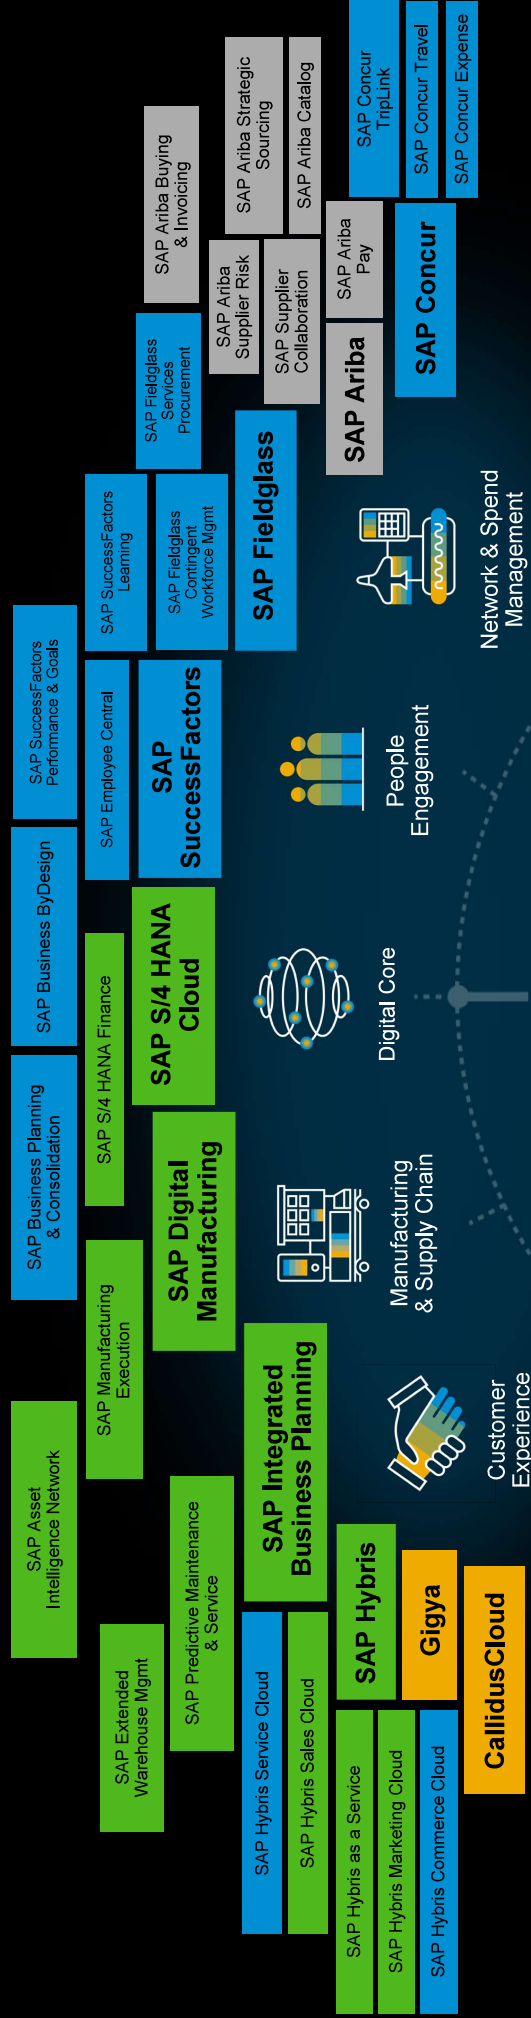 SAP Asset
Intelligence Network
SAP Business Planning
& Consolidation
SAP Business ByDesign
SAP SuccessFactors
Performance & Goals
SAP Extended
Warehouse Mgmt
SAP Manufacturing
Execution
SAP S/4 HANA Finance
SAP Employee Central
SAP SuccessFactors
Learning
SAP Predictive Maintenance
& Service
SAP Digital
Manufacturing
SAP S/4 HANA
Cloud
SAP
SuccessFactors
SAP Fieldglass
Contingent
Workforce Mgmt
SAP Fieldglass
Services
Procurement
SAP Ariba Buying
& Invoicing
SAP Hybris Service Cloud
SAP Hybris Sales Cloud
SAP Integrated
Business Planning
SAP Fieldglass
SAP Ariba
Supplier Risk
SAP Supplier
Collaboration
SAP Ariba Strategic
Sourcing
SAP Ariba Catalog
SAP Hybris as a Service
SAP Hybris Marketing Cloud
SAP Hybris Commerce Cloud
SAP Hybris
Gigya
CallidusCloud
SAP Ariba
SAP Ariba
Pay
SAP Concur
SAP Concur
TripLink
SAP Concur Travel
SAP Concur Expense
Customer
Experience
Manufacturing
& Supply Chain
Digital Core
People
Engagement
Network & Spend
Management